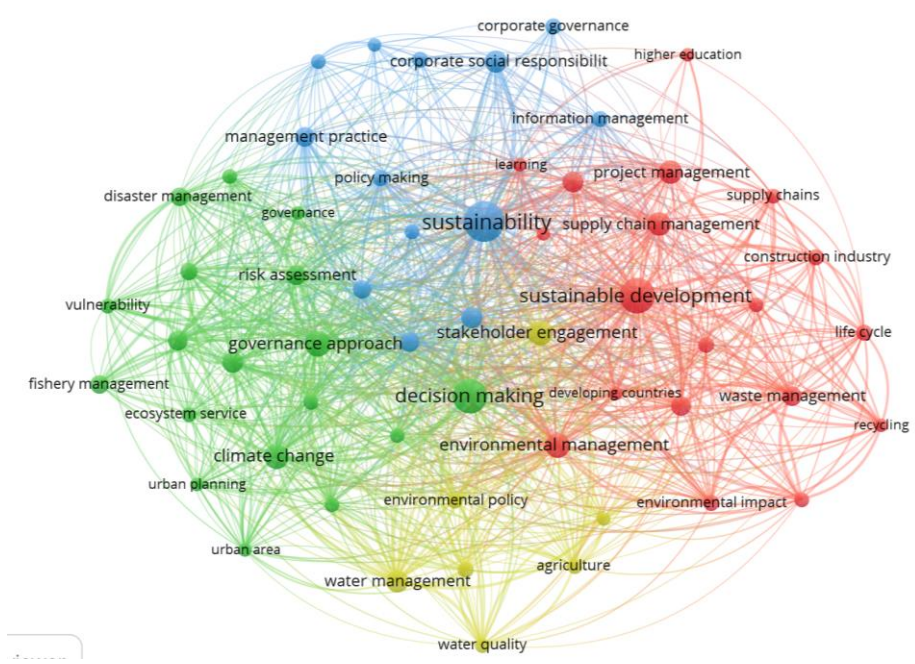 corporate governance
higher education
corporate social responsibilit
information management
management practice
learning
policy making
project management
disaster management
supply chains
governance
sustainability
supply chain management
construction industry
risk assessment
sustainable development
vulnerability
stakeholder engagement
life cycle
governance approach
fishery management
decision making
developing countries
waste management
ecosystem service
recycling
environmental management
climate change
urban planning
environmental policy
environmental impact
urban area
agriculture
water management
water quality